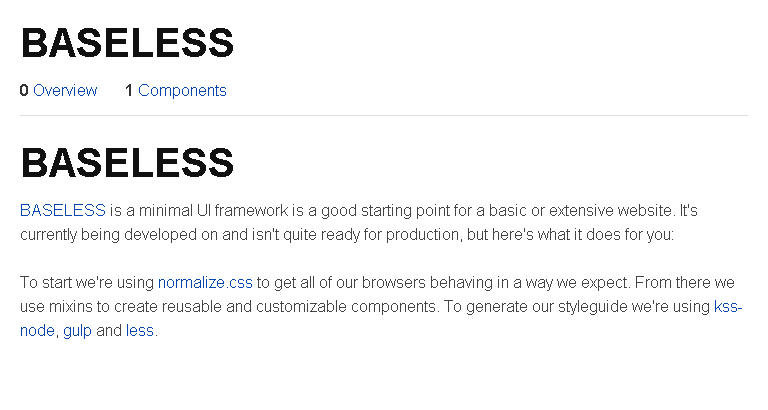 BASELESS
0 Overview 1 Components
BASELESS
BASELESS is a minimal UI framework is a good starting point for a basic or extensive website. It's
currently being developed on and isn't quite ready for production, but here's what it does for you:
To start we're using normalize.css to get all of our browsers behaving in a way we expect. From there we
use mixins to create reusable and customizable components. To generate our styleguide we're using kss-
node, gulp and less.